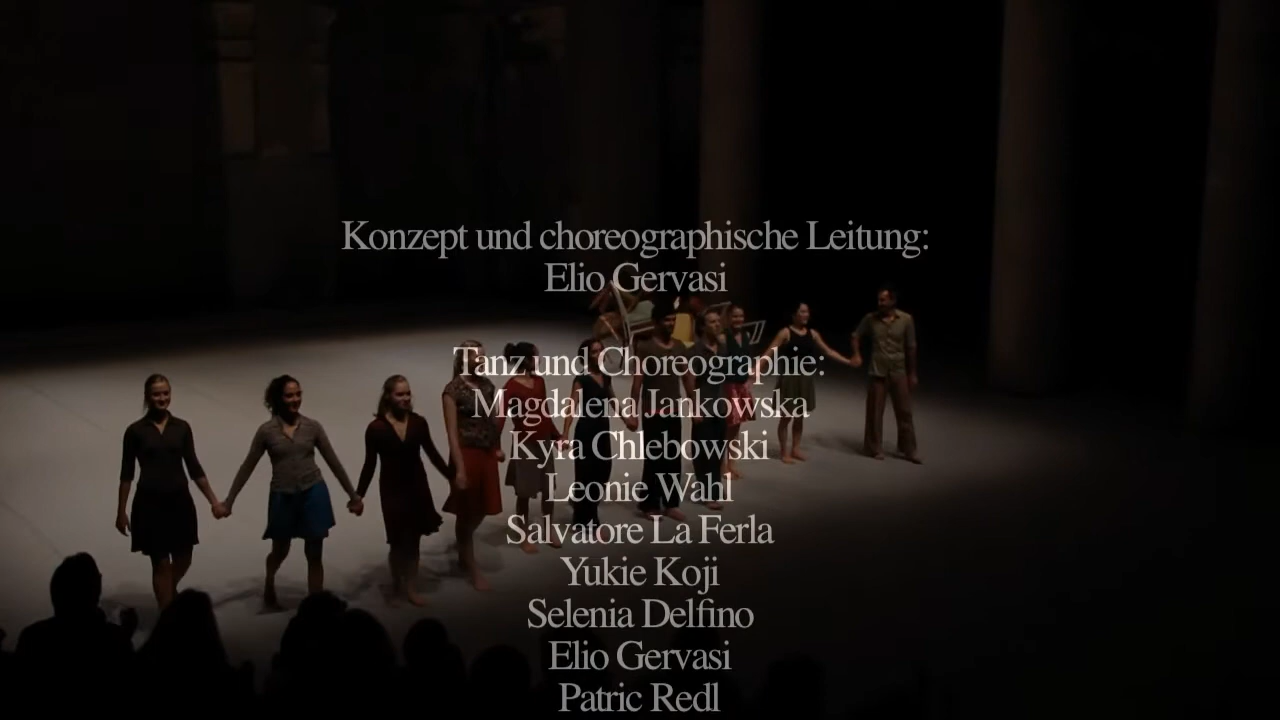 Konzept und choreographische Leitung:
Elio Gervasi
Tanz und Choreographie:
Magdalena Jankowska
Kyra Chlebowski
Leonie Wahl
Salvatore La Ferla
Yukie Koji
Selenia Delfino
Elio Gervasi
Patric Redl